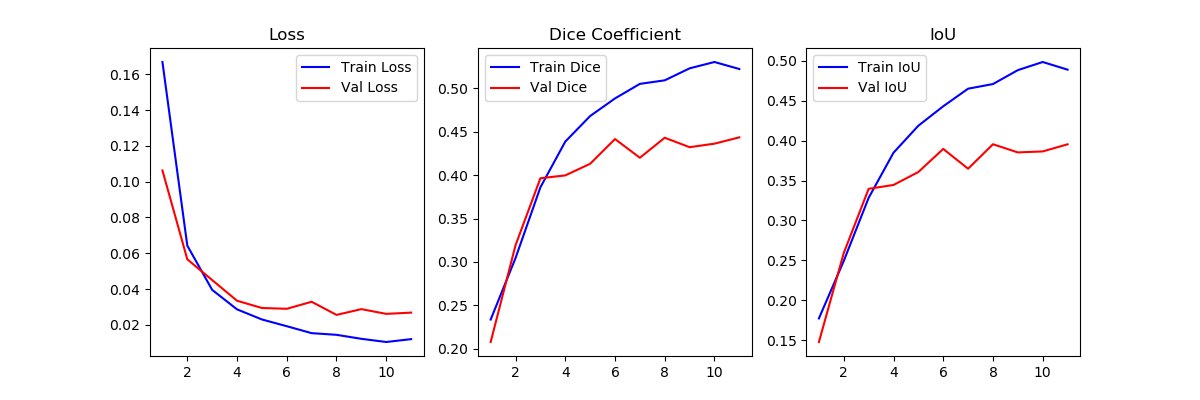 Loss
Train Loss
Val Loss
0.16
0.14
0.12
0.10
0.08
0.06
0.04
0.02
2 4 6 8 10
Dice Coefficient
Train Dice
Val Dice
0.50
0.45
0.40
0.35
0.30
0.25
0.20
2 4 6 8 10
IoU
Train IoU
Val IoU
0.50
0.45
0.40
0.35
0.30
0.25
0.20
0.15
2 4 6 8 10